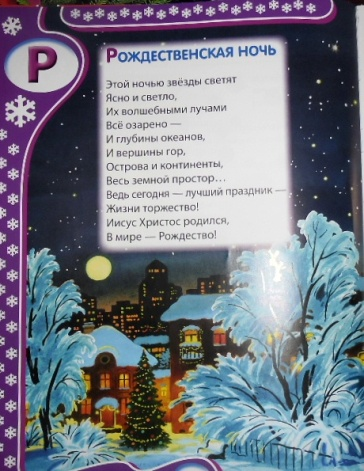 Р
РОЖДЕСТВЕНСКАЯ НОЧЬ
Этой ночью звёзды светят
Ясно и светло,
Их волшебными лучами
Всё озарено —
И глубины океанов,
И вершины гор,
Острова и континенты,
Весь земной простор...
Ведь сегодня — лучший праздник —
Жизни торжество!
Иисус Христос родился,
В мире — Рождество!